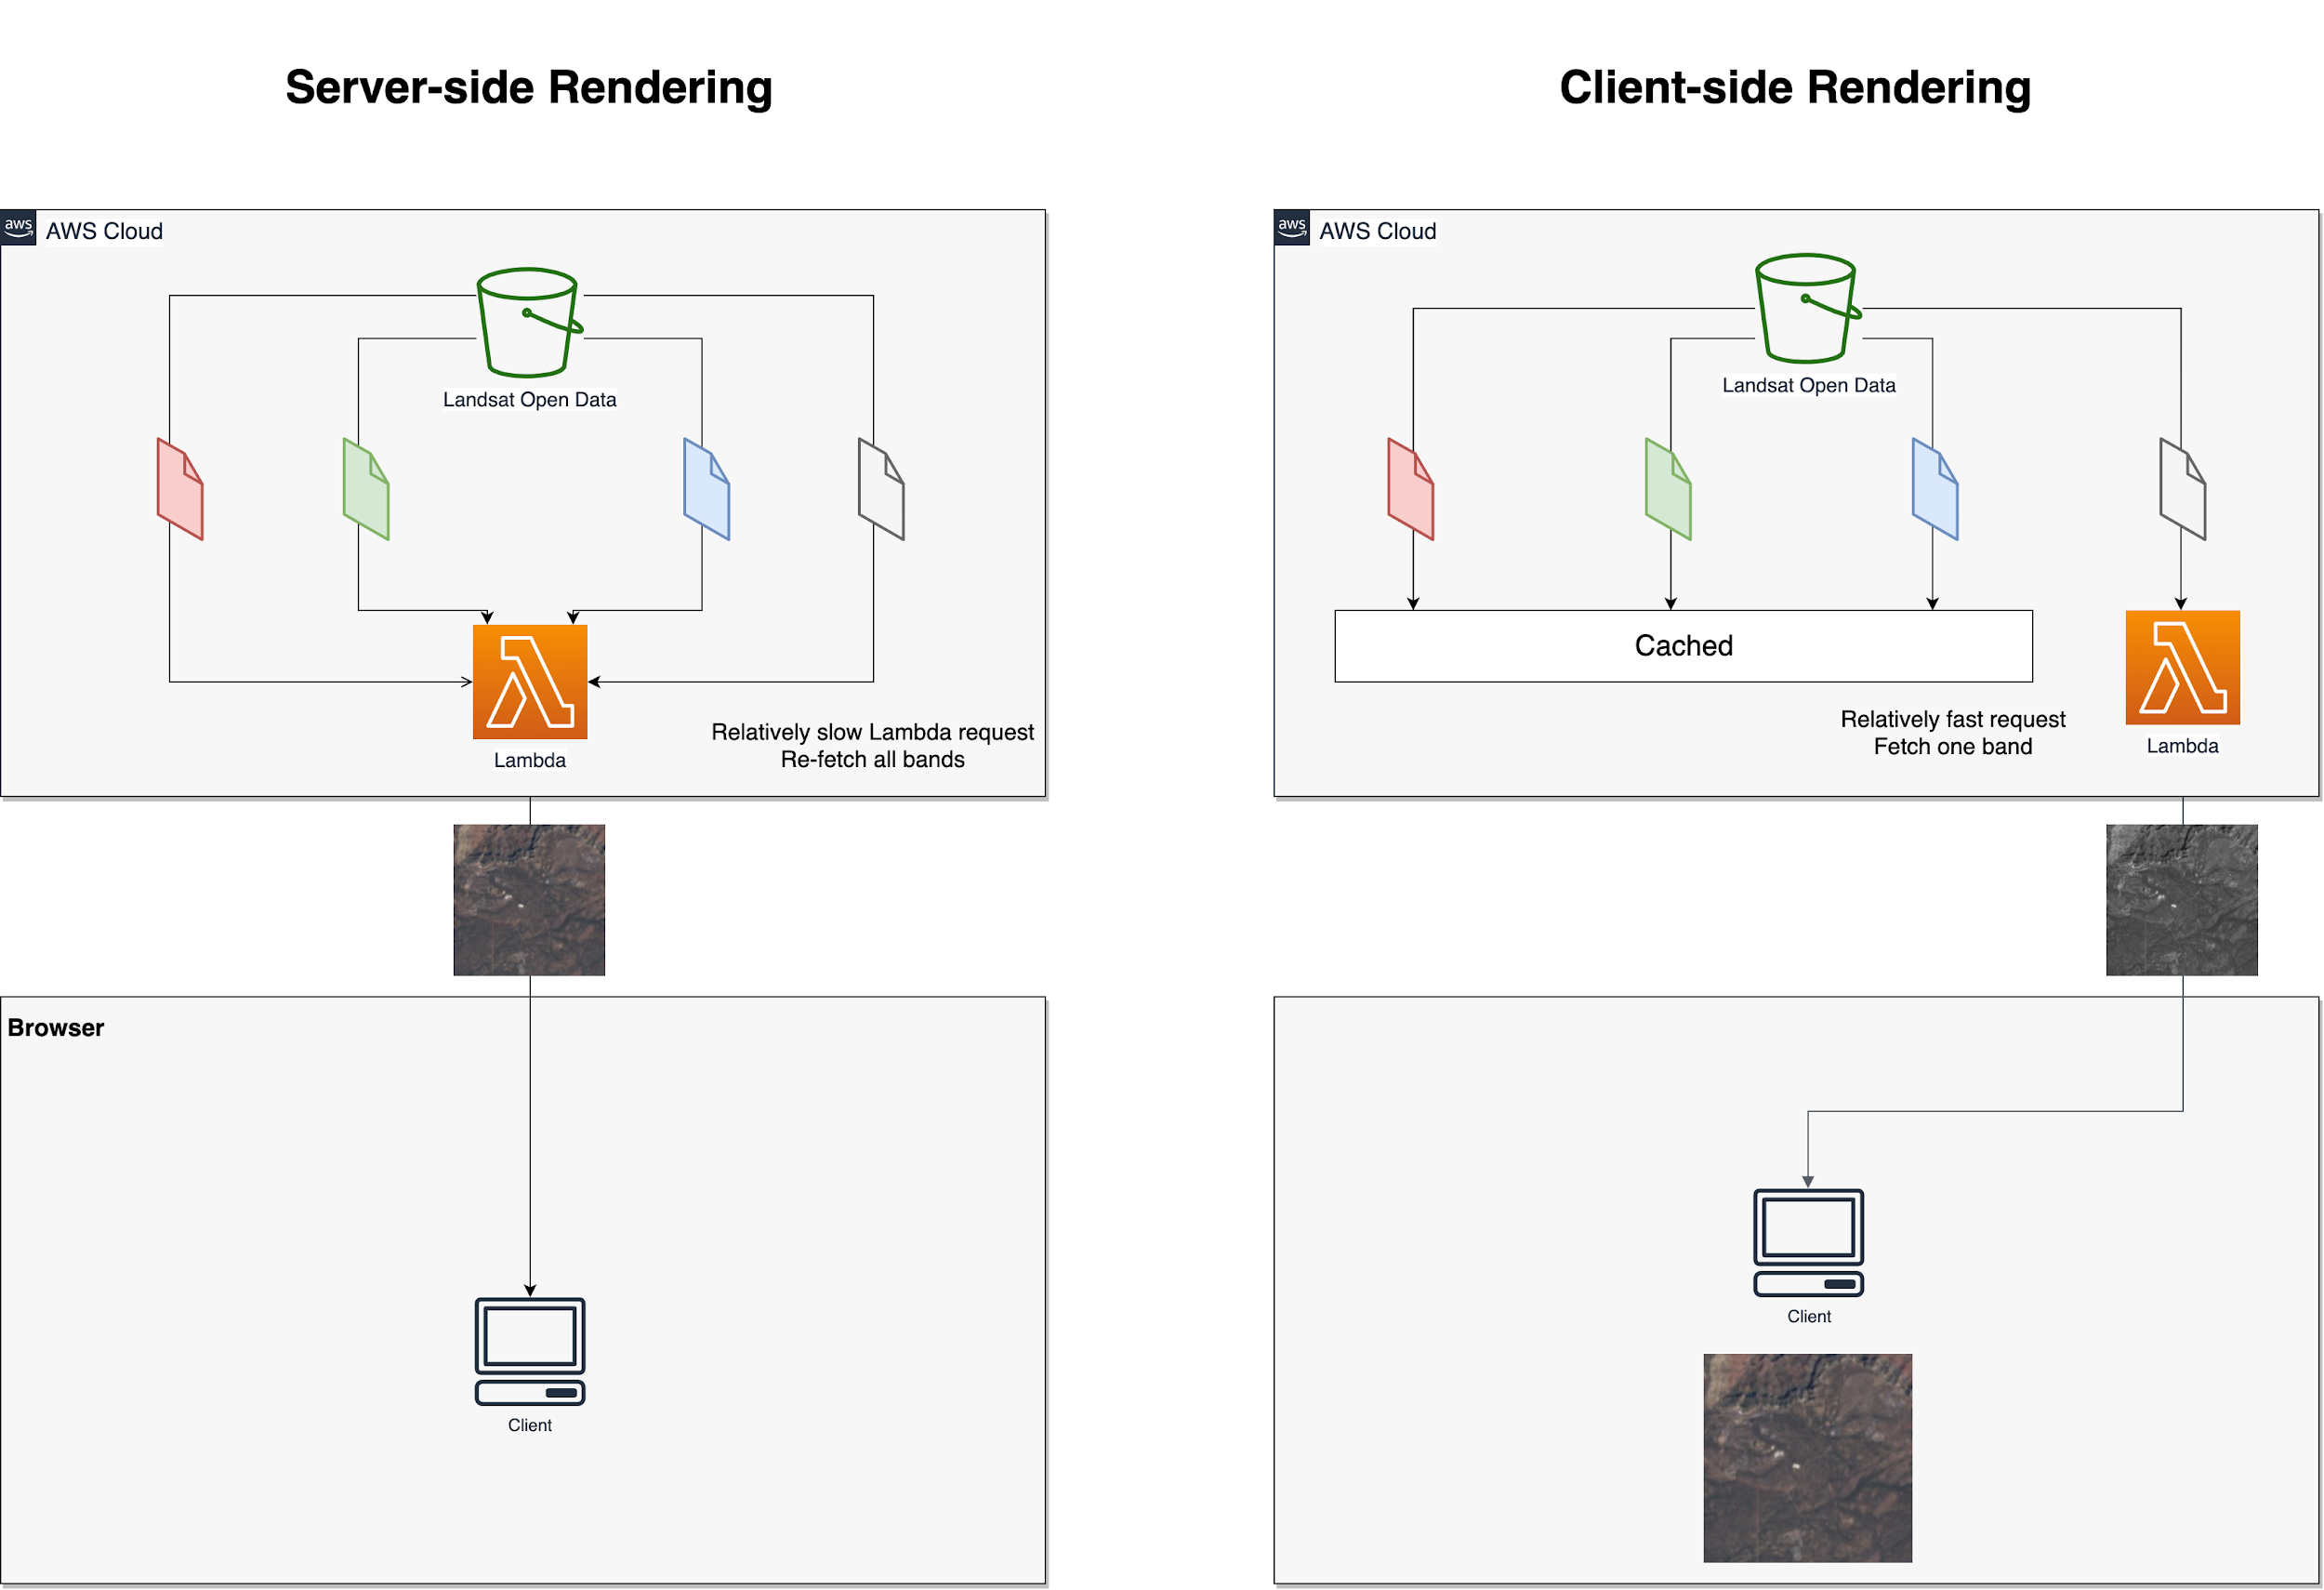 Server-side Rendering
Client-side Rendering
aws
AWS Cloud
Landsat Open Data
Lambda
Relatively slow Lambda request
Re-fetch all bands
aws
AWS Cloud
Landsat Open Data
Cached
Relatively fast request
Fetch one band
Lambda
Browser
Client
Client